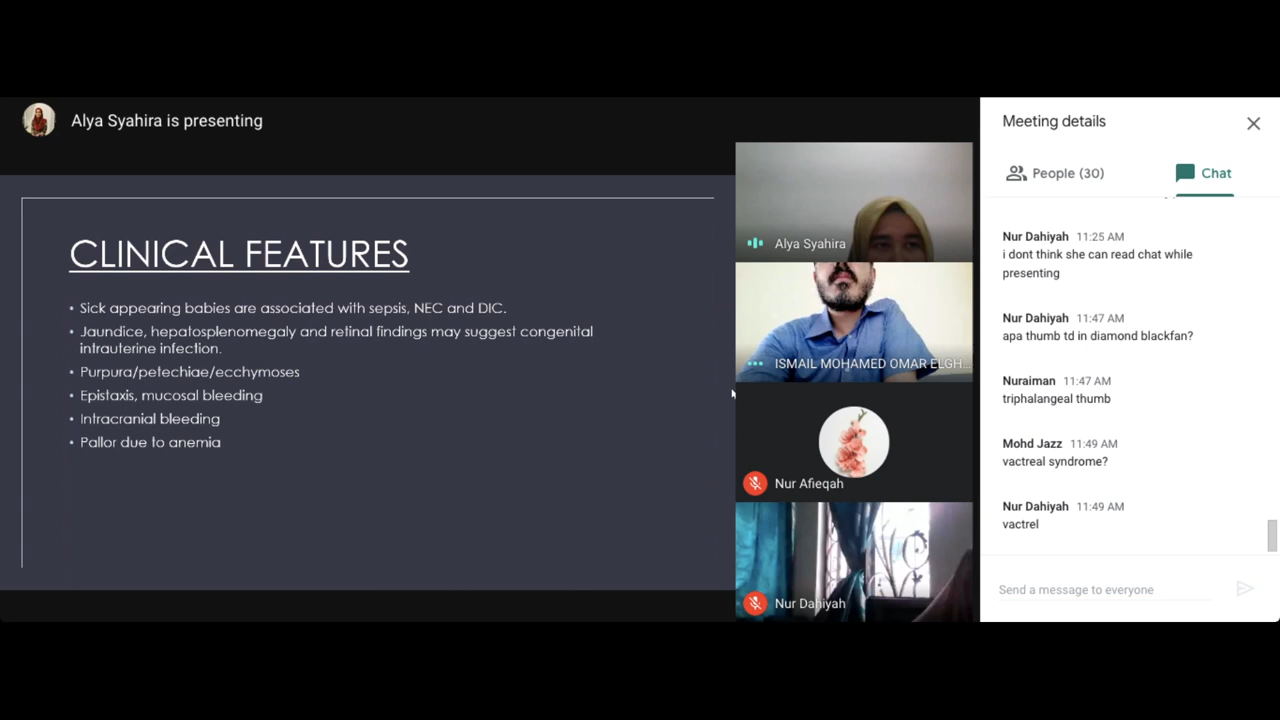 Alya Syahira is presenting
CLINICAL FEATURES
• Sick appearing babies are associated with sepsis, NEC and DIC.
• Jaundice, hepatosplenomegaly and retinal findings may suggest congenital
intrauterine infection.
• Purpura/petechiae/ecchymoses
• Epistaxis, mucosal bleeding
• Intracranial bleeding
• Pallor due to anemia
Alya Syahira
ISMAIL MOHAMED OMAR ELGH...
Nur Afieqah
Nur Dahiyah
Meeting details
People (30)
Chat
Nur Dahiyah 11:25 AM
i dont think she can read chat while
presenting
Nur Dahiyah 11:47 AM
apa thumb td in diamond blackfan?
Nuraiman 11:47 AM
triphalangeal thumb
Mohd Jazz 11:49 AM
vactreal syndrome?
Nur Dahiyah 11:49 AM
vactrel
Send a message to everyone